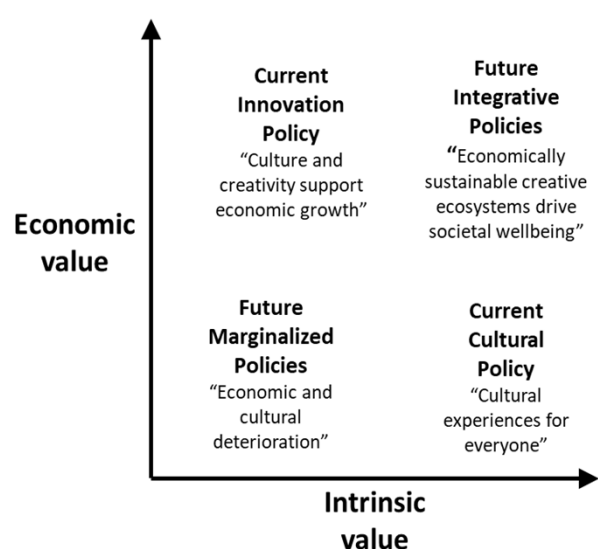 Current
Innovation
Policy
“Culture and
creativity support
economic growth”
Future
Integrative
Policies
“Economically
sustainable creative
ecosystems drive
societal wellbeing”
Economic
value
Future
Marginalized
Policies
“Economic and
cultural
deterioration”
Current
Cultural
Policy
“Cultural
experiences for
everyone”
Intrinsic
value